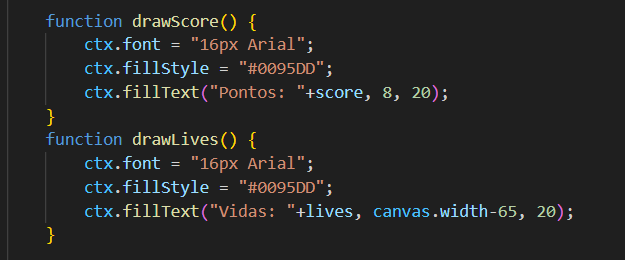 function drawScore() {
    ctx.font = "16px Arial";
    ctx.fillStyle = "#0095DD";
    ctx.fillText("Pontos: "+score, 8, 20);
}
function drawLives() {
    ctx.font = "16px Arial";
    ctx.fillStyle = "#0095DD";
    ctx.fillText("Vidas: "+lives, canvas.width-65, 20);
}